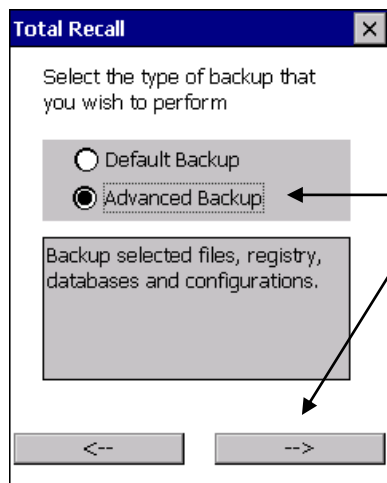 Total Recall
Select the type of backup that
you wish to perform
Default Backup
Advanced Backup
Backup selected files, registry,
databases and configurations.
<-- -->